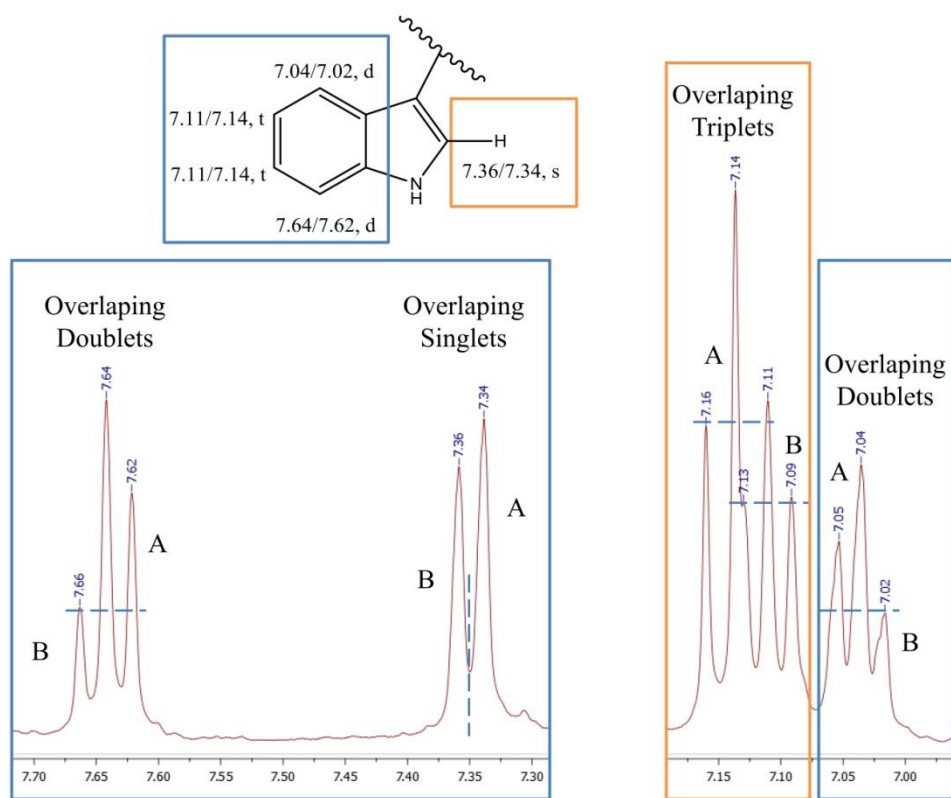 7.04/7.02, d
7.11/7.14, t
7.11/7.14, t
7.64/7.62, d
N
H
H
7.36/7.34, s
Overlaping
Doublets
Overlaping
Singlets
7.66
7.64
7.62
B
A
7.36
7.34
B
A
7.70
7.65
7.60
7.55
7.50
7.45
7.40
7.35
7.30
Overlaping
Triplets
7.16
7.14
7.13
7.11
7.09
A
B
Overlaping
Doublets
7.05
7.04
7.02
A
B
7.15
7.10
7.05
7.00